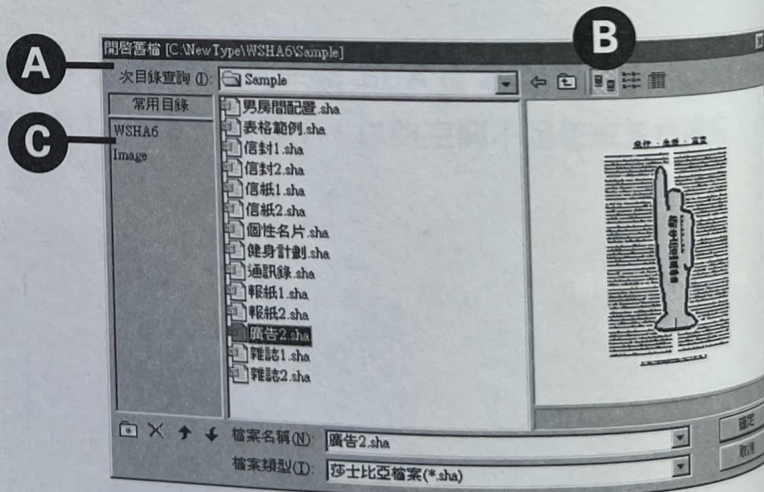 B
開啓舊檔 [C:\NewType\WSHA6\Sample]
A
次目錄查詢(I): Sample
常用目錄
C
WSHA6
Image
男房間配置.sha
表格範例.sha
信封1.sha
信封2.sha
信紙1.sha
信紙2.sha
個性名片.sha
健身計劃.sha
通訊錄.sha
報紙1.sha
報紙2.sha
廣告2.sha
雜誌1.sha
雜誌2.sha
檔案名稱(N): 廣告2.sha
確定
檔案類型(T): 莎士比亞檔案(*.sha)
取消